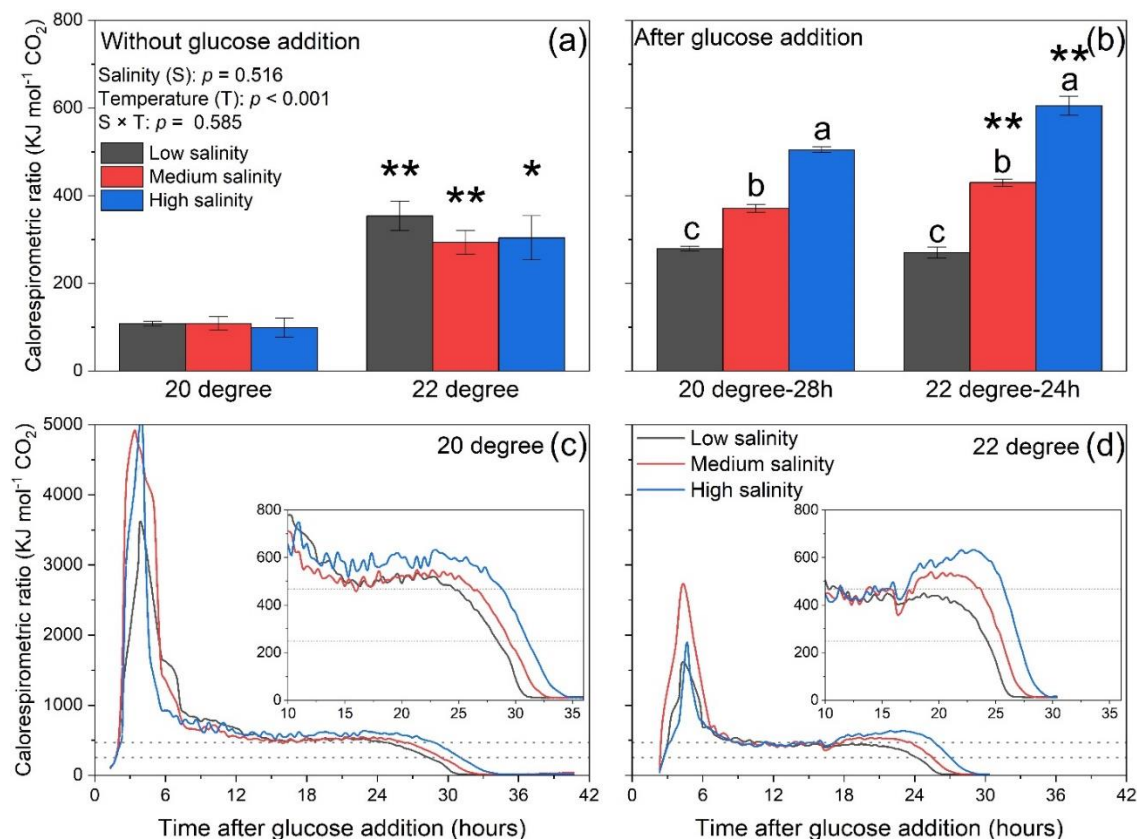 Calorespirometric ratio (KJ mol⁻¹ CO₂)
800
600
400
200
0
Without glucose addition
(a)
Salinity (S): p = 0.516
Temperature (T): p < 0.001
S × T: p = 0.585
Low salinity
Medium salinity
High salinity
** ** *
20 degree 22 degree
After glucose addition
(b)
c b a
c ** b ** a
20 degree-28h 22 degree-24h
Calorespirometric ratio (KJ mol⁻¹ CO₂)
5000
4000
3000
2000
1000
500
0
20 degree (c)
800
600
400
200
0
10 15 20 25 30 35
0 6 12 18 24 30 36 42
Time after glucose addition (hours)
Low salinity
Medium salinity
High salinity
22 degree (d)
800
600
400
200
0
10 15 20 25 30 35
0 6 12 18 24 30 36 42
Time after glucose addition (hours)